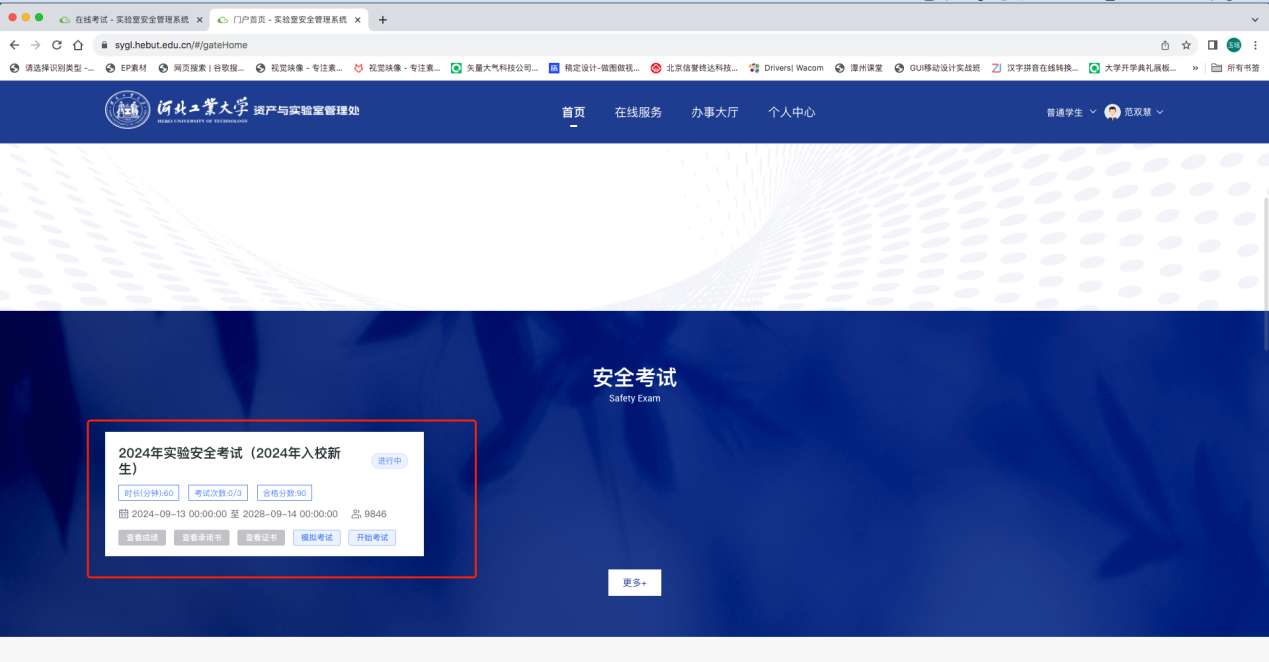 在线考试 - 实验室安全管理系统
门户首页 - 实验室安全管理系统
sygl.hebut.edu.cn/#/gateHome
请选择识别类型 -...
EP素材
网页搜索 | 谷歌搜...
视觉映像 - 专注素...
视觉映像 - 专注素...
矢量大气科技公司...
稿定设计-做图做视...
北京信誉终达科技...
Drivers| Wacom
潭州课堂
GUI移动设计实战班
汉字拼音在线转换...
大学开学典礼展板...
所有书签
河北工业大学 资产与实验室管理处
HEBEI UNIVERSITY OF TECHNOLOGY
首页
在线服务
办事大厅
个人中心
普通学生
范双慧
安全考试
Safety Exam
2024年实验安全考试（2024年入校新
生）
进行中
时长(分钟):60
考试次数:0/3
合格分数:90
2024-09-13 00:00:00 至 2028-09-14 00:00:00
9846
查看成绩
查看承诺书
查看证书
模拟考试
开始考试
更多+